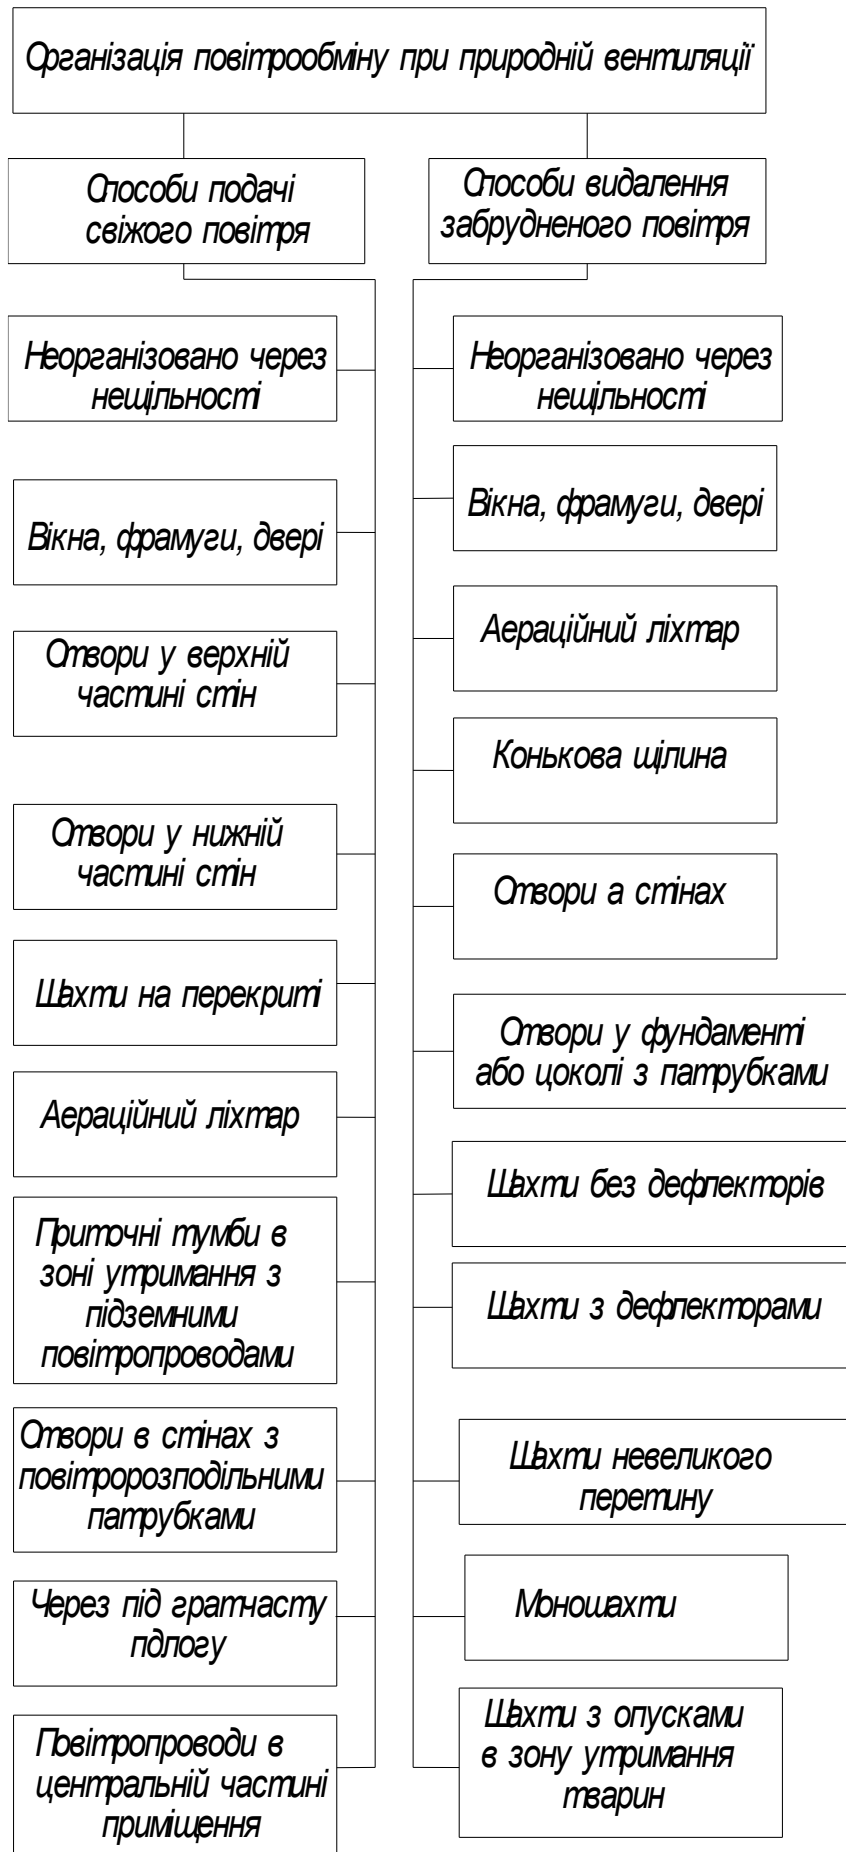 Організація повітрообміну при природній вентиляції
Способи подачі
свіжого повітря
Неорганізовано через
нещільності
Вікна, фрамуги, двері
Отвори у верхній
частині стін
Отвори у нижній
частині стін
Шахти на перекриті
Аераційний ліхтар
Приточні тумби в
зоні утримання з
підземними
повітропроводами
Отвори в стінах з
повітророзподільними
патрубками
Через під гратчасту
пдлогу
Повітропроводи в
центральній частині
приміщення
Способи видалення
забрудненого повітря
Неорганізовано через
нещільності
Вікна, фрамуги, двері
Аераційний ліхтар
Конькова щілина
Отвори а стінах
Отвори у фундаменті
або цоколі з патрубками
Шахти без дефлекторів
Шахти з дефлекторами
Шахти невеликого
перетину
Моношахти
Шахти з опусками
в зону утримання
тварин